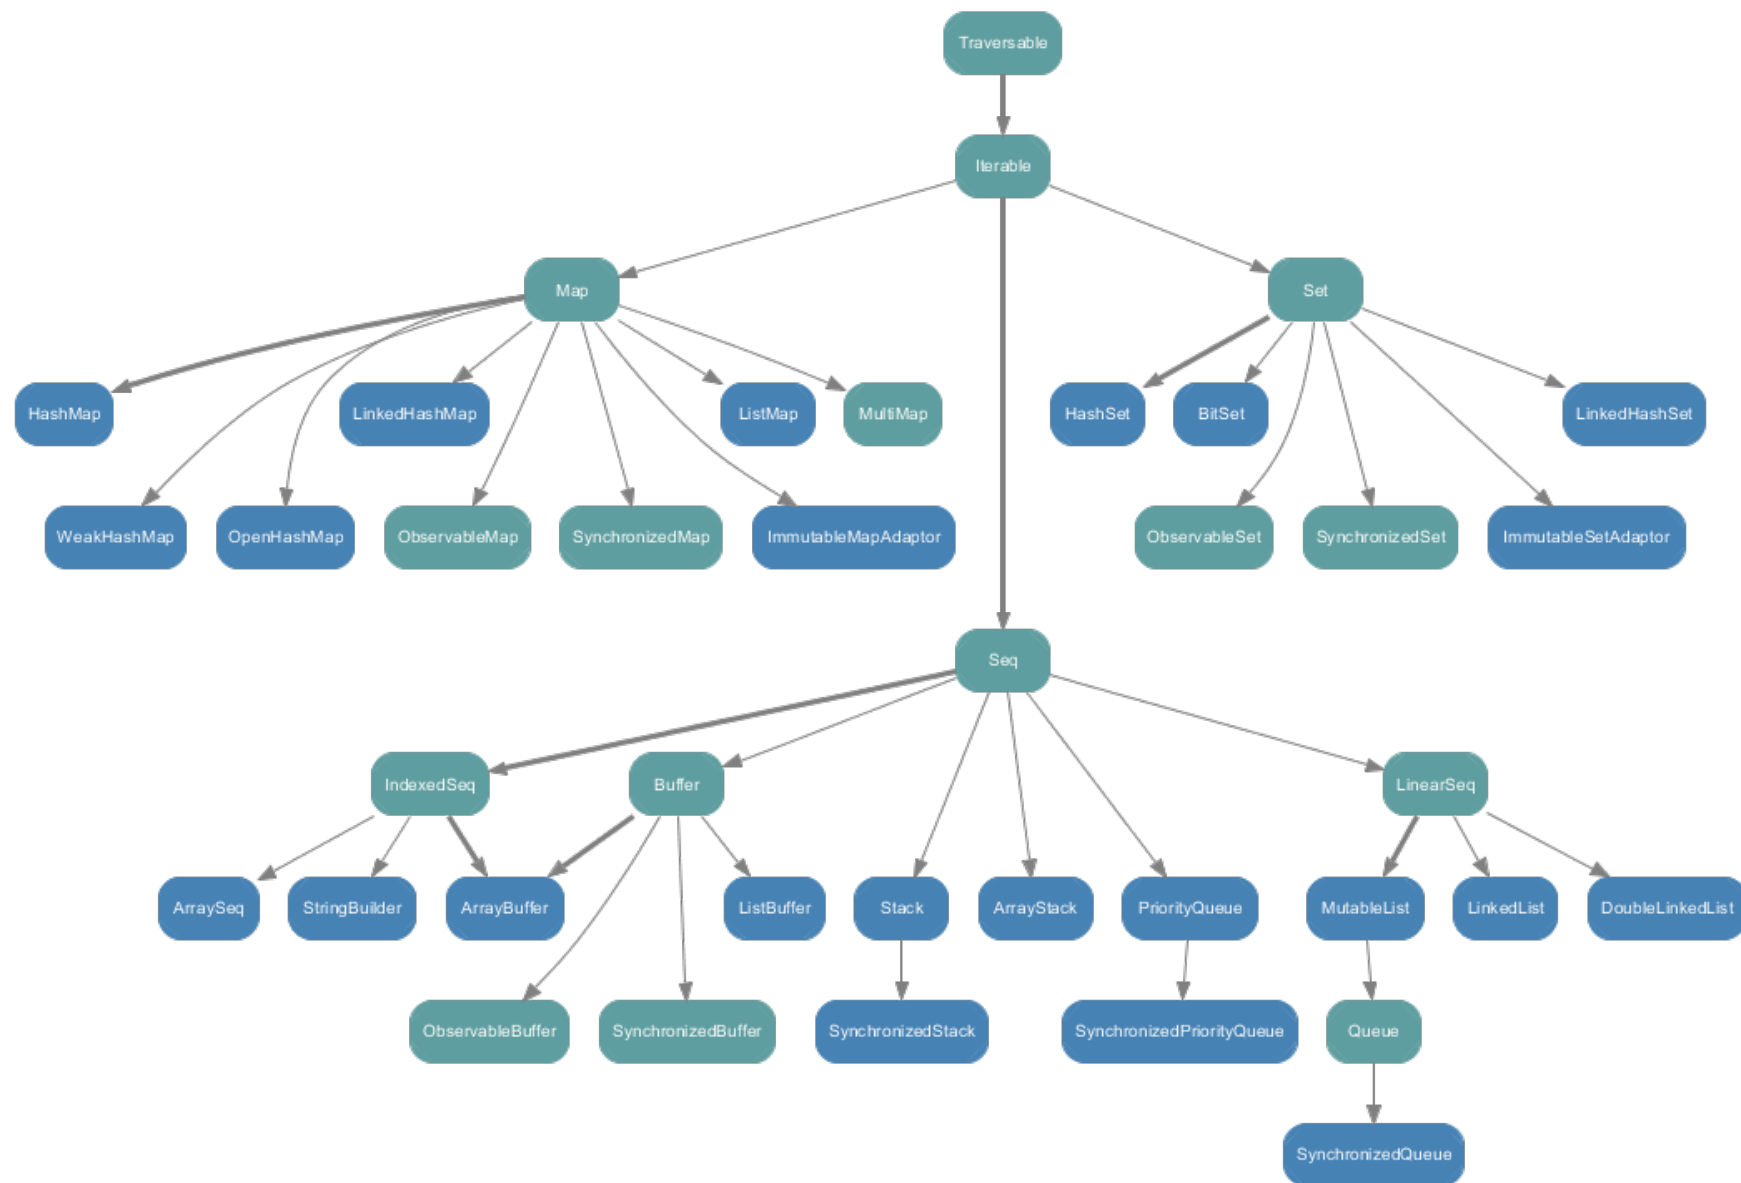 Traversable
Iterable
Map
Set
HashMap
LinkedHashMap
ListMap
MultiMap
HashSet
BitSet
LinkedHashSet
WeakHashMap
OpenHashMap
ObservableMap
SynchronizedMap
ImmutableMapAdaptor
ObservableSet
SynchronizedSet
ImmutableSetAdaptor
Seq
IndexedSeq
Buffer
LinearSeq
ArraySeq
StringBuilder
ArrayBuffer
ListBuffer
Stack
ArrayStack
PriorityQueue
MutableList
LinkedList
DoubleLinkedList
ObservableBuffer
SynchronizedBuffer
SynchronizedStack
SynchronizedPriorityQueue
Queue
SynchronizedQueue